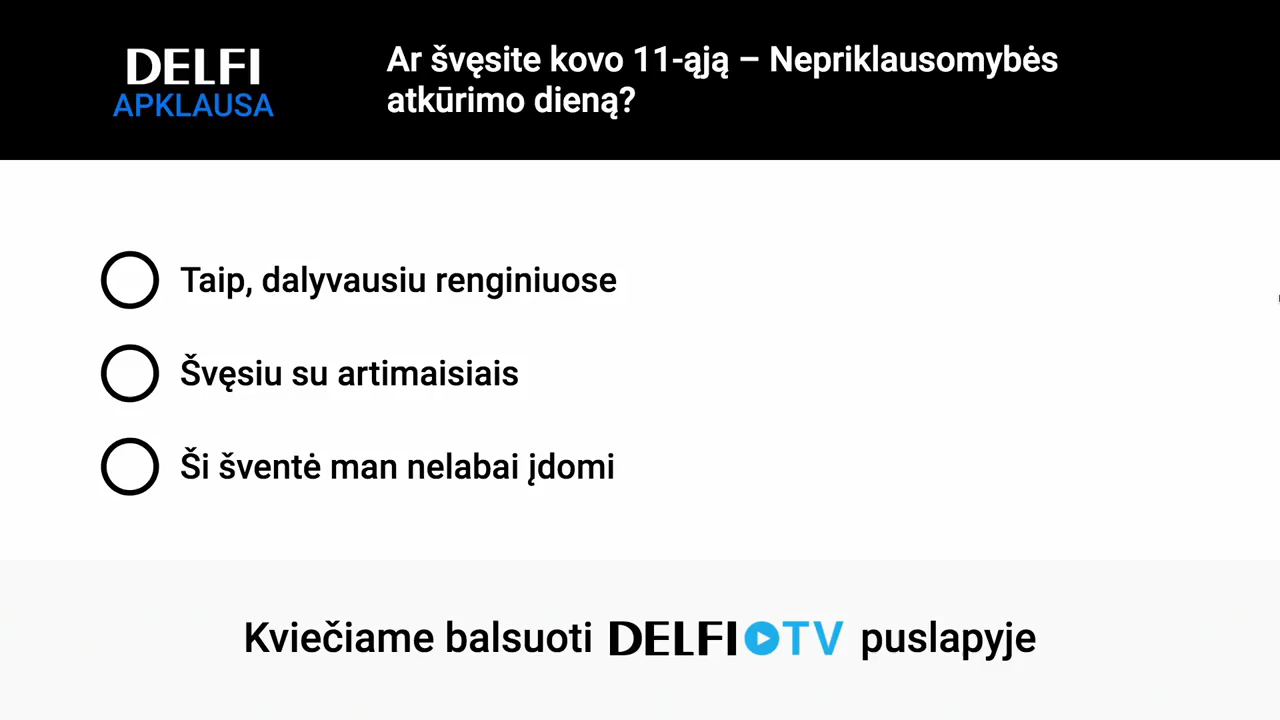 DELFI
APKLAUSA
Ar švęsite kovo 11-ąją – Nepriklausomybės
atkūrimo dieną?
Taip, dalyvausiu renginiuose
Švęsiu su artimaisiais
Ši šventė man nelabai įdomi
Kviečiame balsuoti DELFI TV puslapyje